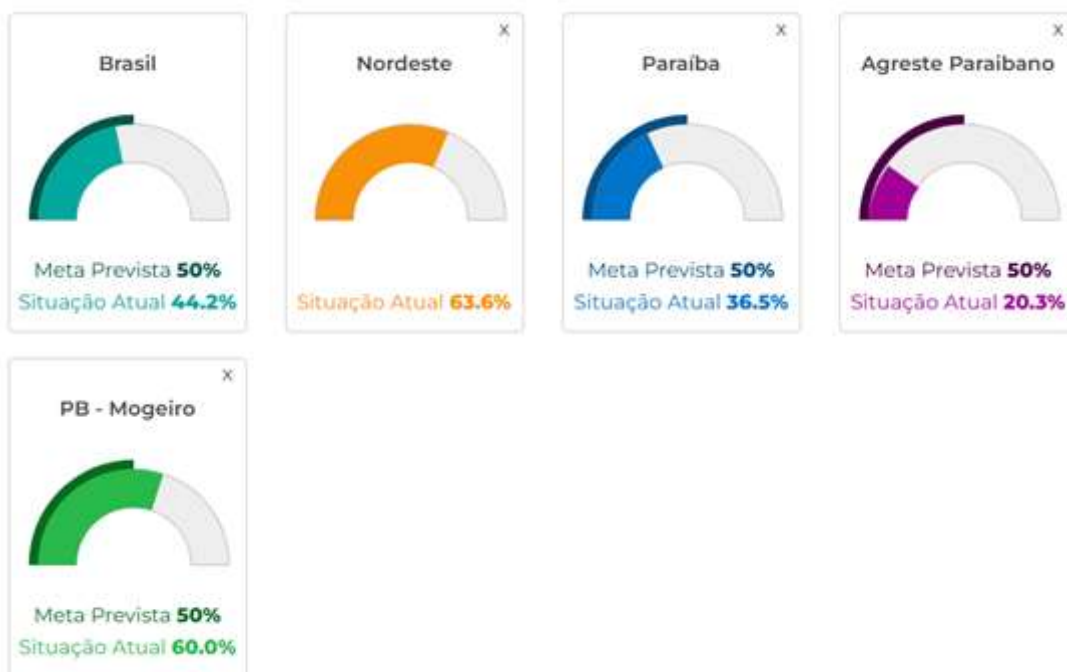 Brasil
Meta Prevista 50%
Situação Atual 44.2%
X
Nordeste
Situação Atual 63.6%
X
Paraíba
Meta Prevista 50%
Situação Atual 36.5%
X
Agreste Paraibano
Meta Prevista 50%
Situação Atual 20.3%
X
PB - Mogeiro
Meta Prevista 50%
Situação Atual 60.0%